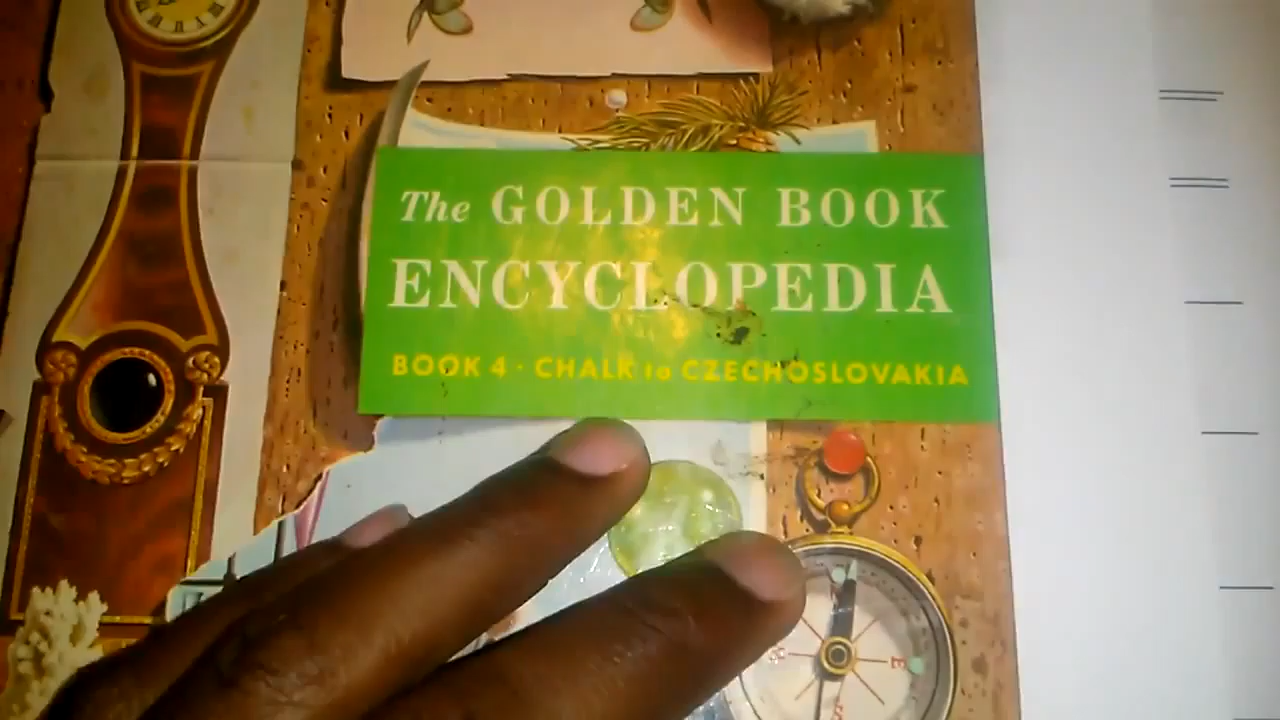 The GOLDEN BOOK
ENCYCLOPEDIA
BOOK 4 · CHALK to CZECHOSLOVAKIA
E
S